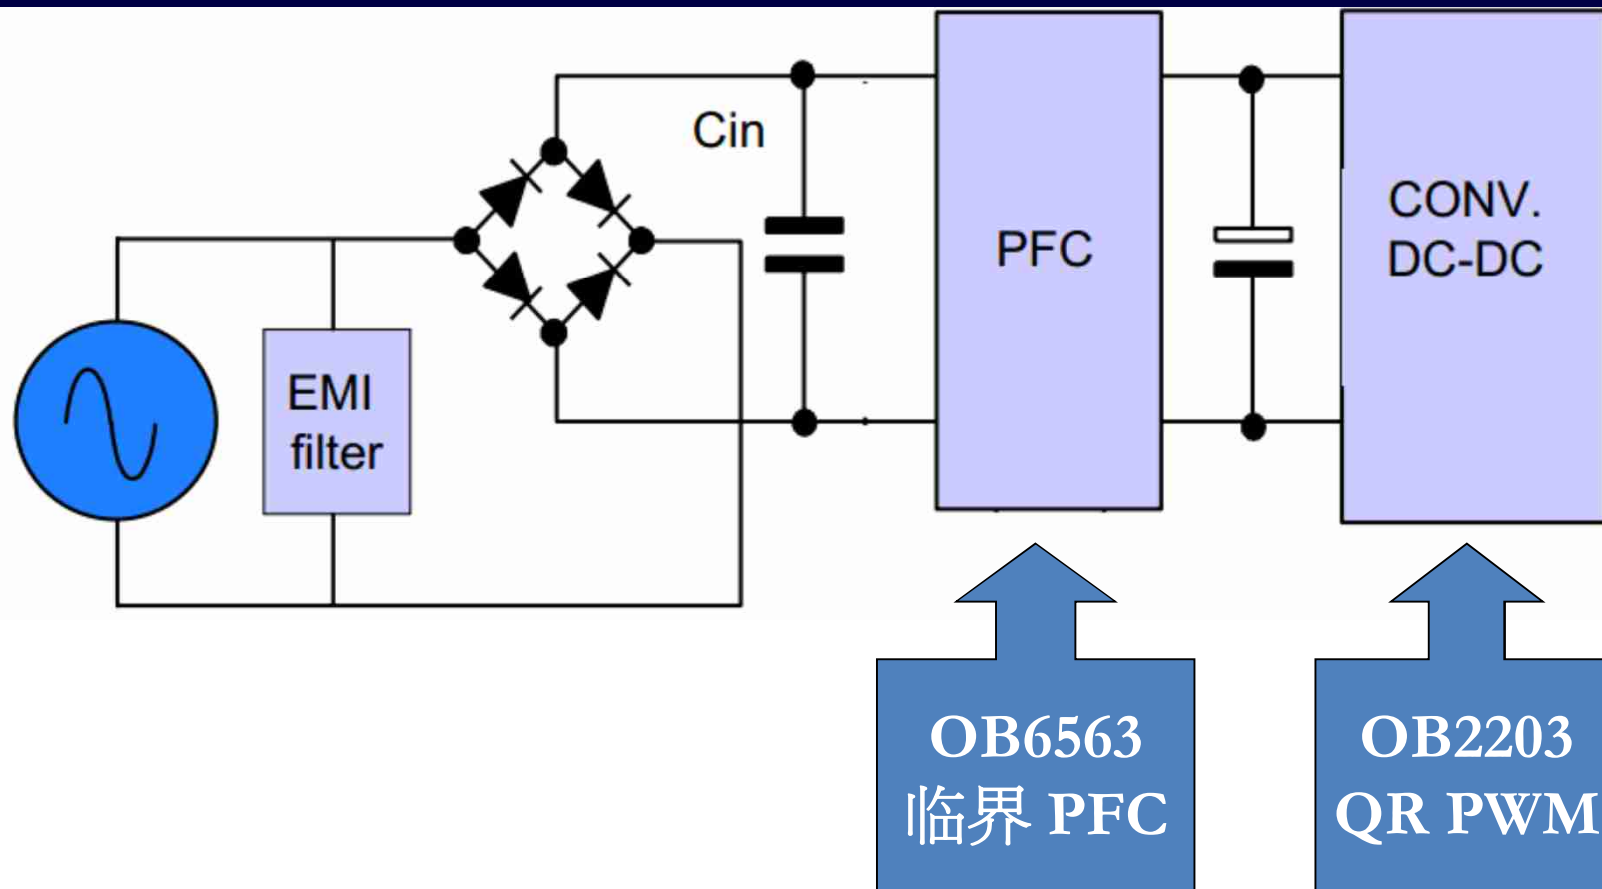 Cin
PFC
CONV.
DC-DC
EMI
filter
OB6563
临界 PFC
OB2203
QR PWM